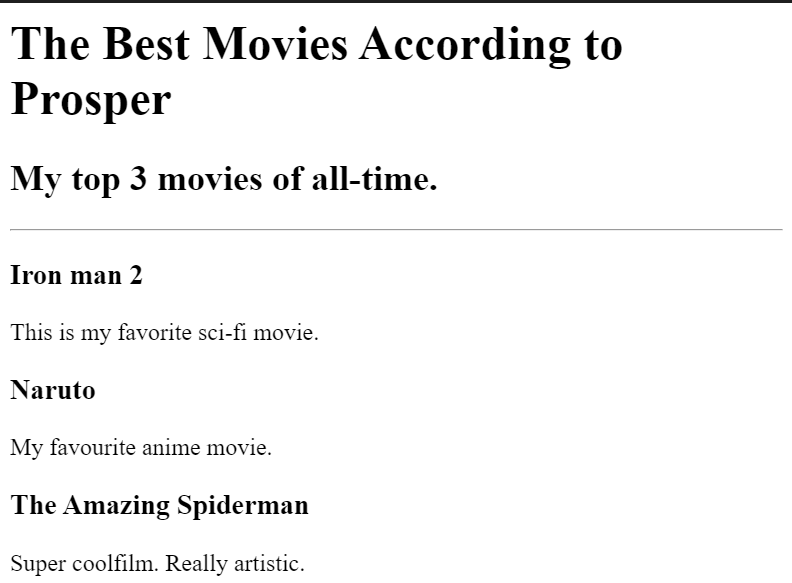 The Best Movies According to
Prosper
My top 3 movies of all-time.
Iron man 2
This is my favorite sci-fi movie.
Naruto
My favourite anime movie.
The Amazing Spiderman
Super coolfilm. Really artistic.